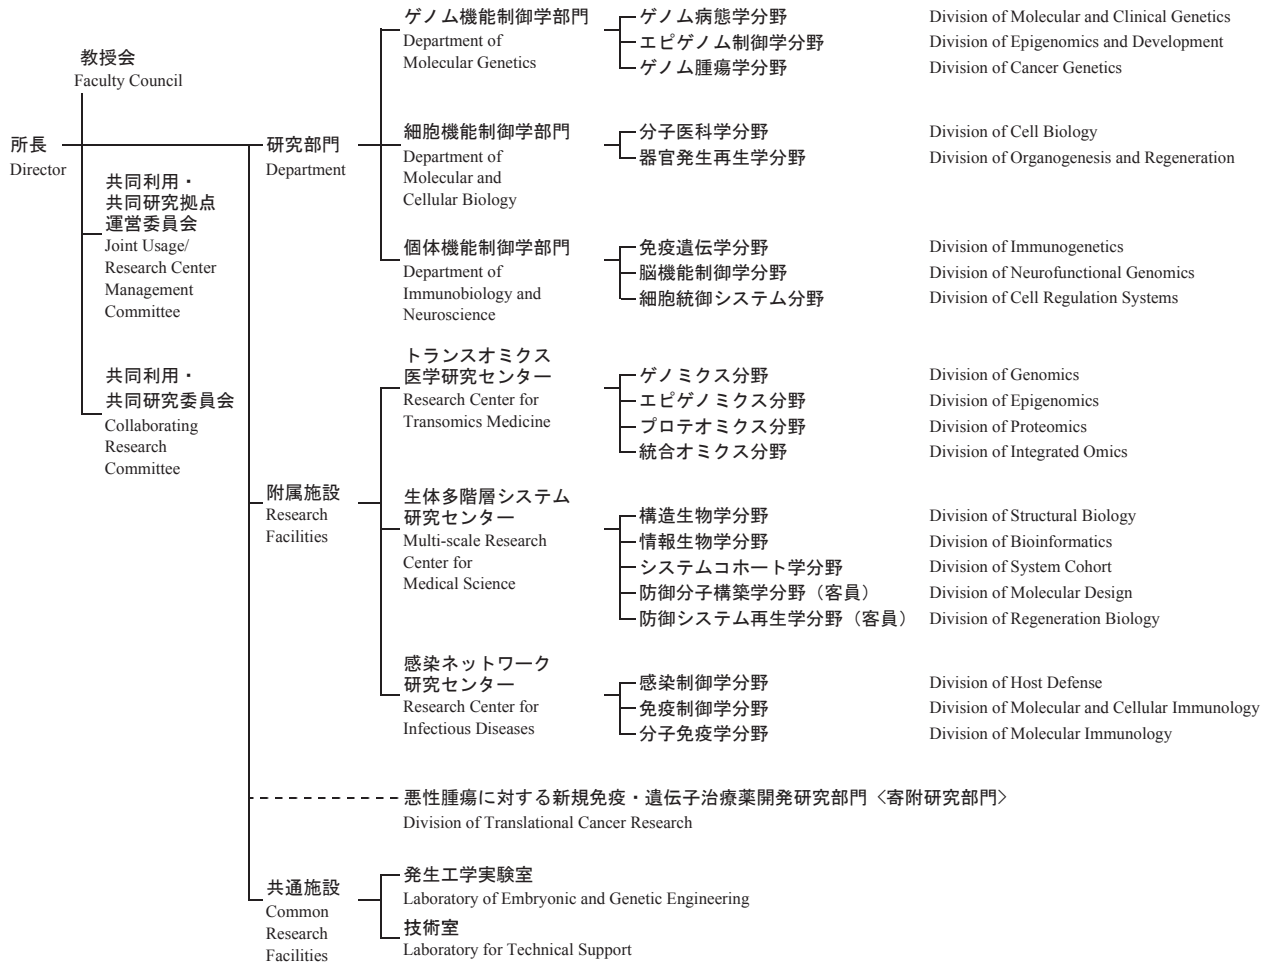 教授会
Faculty Council
所長
Director
共同利用・
共同研究拠点
運営委員会
Joint Usage/
Research Center
Management
Committee
共同利用・
共同研究委員会
Collaborating
Research
Committee
研究部門
Department
ゲノム機能制御学部門
Department of
Molecular Genetics
ゲノム病態学分野 Division of Molecular and Clinical Genetics
エピゲノム制御学分野 Division of Epigenomics and Development
ゲノム腫瘍学分野 Division of Cancer Genetics
細胞機能制御学部門
Department of
Molecular and
Cellular Biology
分子医科学分野 Division of Cell Biology
器官発生再生学分野 Division of Organogenesis and Regeneration
個体機能制御学部門
Department of
Immunobiology and
Neuroscience
免疫遺伝学分野 Division of Immunogenetics
脳機能制御学分野 Division of Neurofunctional Genomics
細胞統御システム分野 Division of Cell Regulation Systems
附属施設
Research
Facilities
トランスオミクス
医学研究センター
Research Center for
Transomics Medicine
ゲノミクス分野 Division of Genomics
エピゲノミクス分野 Division of Epigenomics
プロテオミクス分野 Division of Proteomics
統合オミクス分野 Division of Integrated Omics
生体多階層システム
研究センター
Multi-scale Research
Center for
Medical Science
構造生物学分野 Division of Structural Biology
情報生物学分野 Division of Bioinformatics
システムコホート学分野 Division of System Cohort
防御分子構築学分野（客員） Division of Molecular Design
防御システム再生学分野（客員） Division of Regeneration Biology
感染ネットワーク
研究センター
Research Center for
Infectious Diseases
感染制御学分野 Division of Host Defense
免疫制御学分野 Division of Molecular and Cellular Immunology
分子免疫学分野 Division of Molecular Immunology
悪性腫瘍に対する新規免疫・遺伝子治療薬開発研究部門〈寄附研究部門〉
Division of Translational Cancer Research
共通施設
Common
Research
Facilities
発生工学実験室
Laboratory of Embryonic and Genetic Engineering
技術室
Laboratory for Technical Support